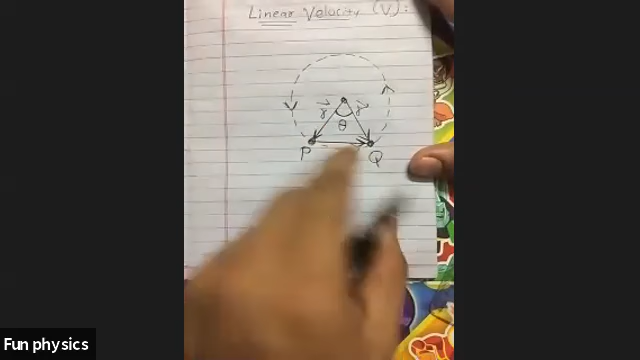 Linear Velocity (V):
r r
θ
P Q
Fun physics